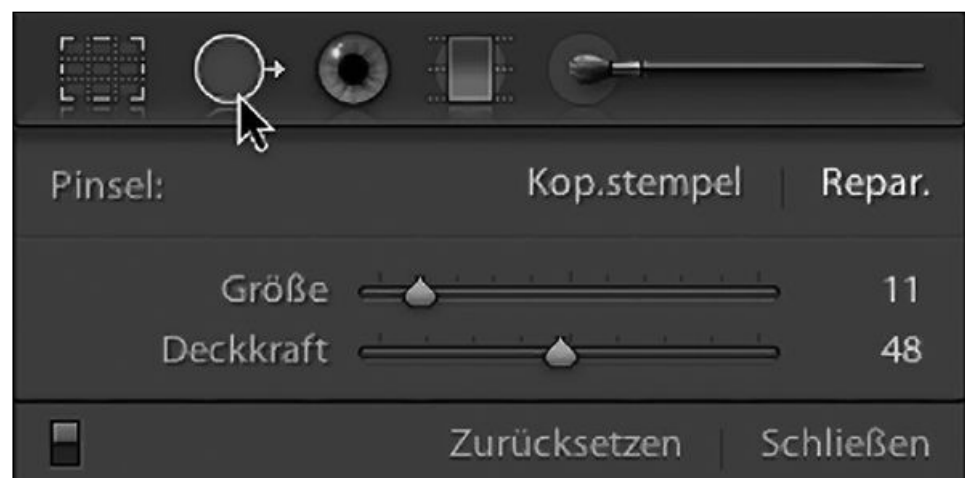 Pinsel: Kop.stempel | Repar.
Größe 11
Deckkraft 48
Zurücksetzen | Schließen